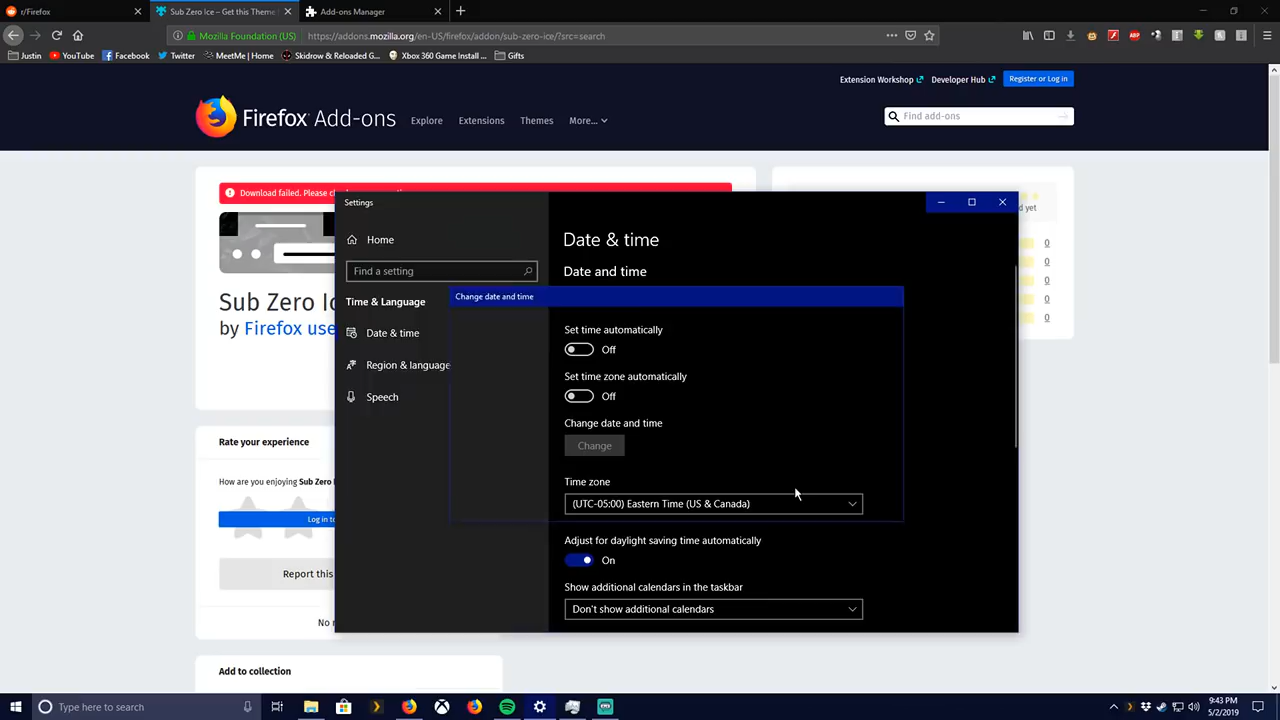 r/Firefox
Sub Zero Ice – Get this Theme
Add-ons Manager
Mozilla Foundation (US)
https://addons.mozilla.org/en-US/firefox/addon/sub-zero-ice/?src=search
Justin
YouTube
Facebook
Twitter
MeetMe | Home
Skidrow & Reloaded G...
Xbox 360 Game Install ...
Gifts
Extension Workshop
Developer Hub
Register or Log in
Firefox Add-ons
Explore
Extensions
Themes
More...
Find add-ons
Download failed. Please
Sub Zero Ic
by Firefox use
Rate your experience
How are you enjoying Sub Zero
Log in to
Report this
Add to collection
yet
0
0
0
0
0
Settings
Home
Find a setting
Time & Language
Date & time
Region & language
Speech
Date & time
Date and time
Change date and time
Set time automatically
Off
Set time zone automatically
Off
Change date and time
Change
Time zone
(UTC-05:00) Eastern Time (US & Canada)
Adjust for daylight saving time automatically
On
Show additional calendars in the taskbar
Don't show additional calendars
Type here to search
9:43 PM
5/2/2019